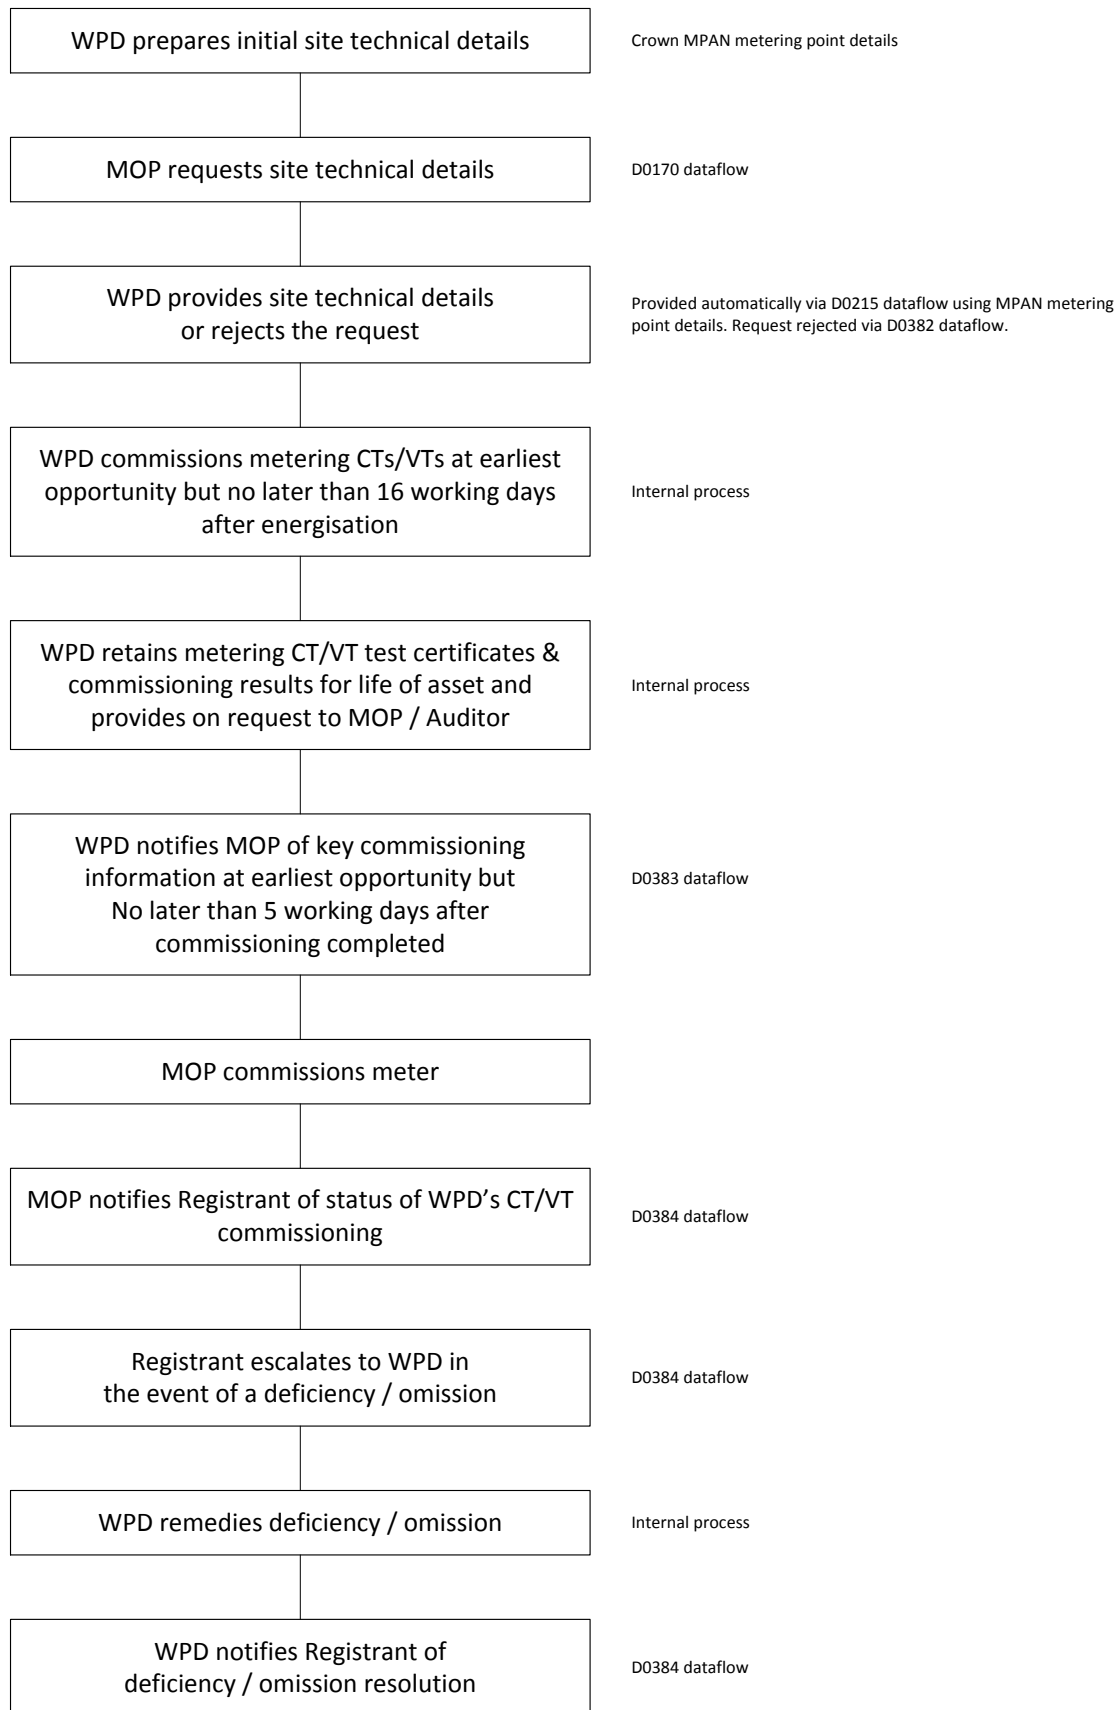 WPD prepares initial site technical details
Crown MPAN metering point details
MOP requests site technical details
D0170 dataflow
WPD provides site technical details
or rejects the request
Provided automatically via D0215 dataflow using MPAN metering
point details. Request rejected via D0382 dataflow.
WPD commissions metering CTs/VTs at earliest
opportunity but no later than 16 working days
after energisation
Internal process
WPD retains metering CT/VT test certificates &
commissioning results for life of asset and
provides on request to MOP / Auditor
Internal process
WPD notifies MOP of key commissioning
information at earliest opportunity but
No later than 5 working days after
commissioning completed
D0383 dataflow
MOP commissions meter
MOP notifies Registrant of status of WPD’s CT/VT
commissioning
D0384 dataflow
Registrant escalates to WPD in
the event of a deficiency / omission
D0384 dataflow
WPD remedies deficiency / omission
Internal process
WPD notifies Registrant of
deficiency / omission resolution
D0384 dataflow